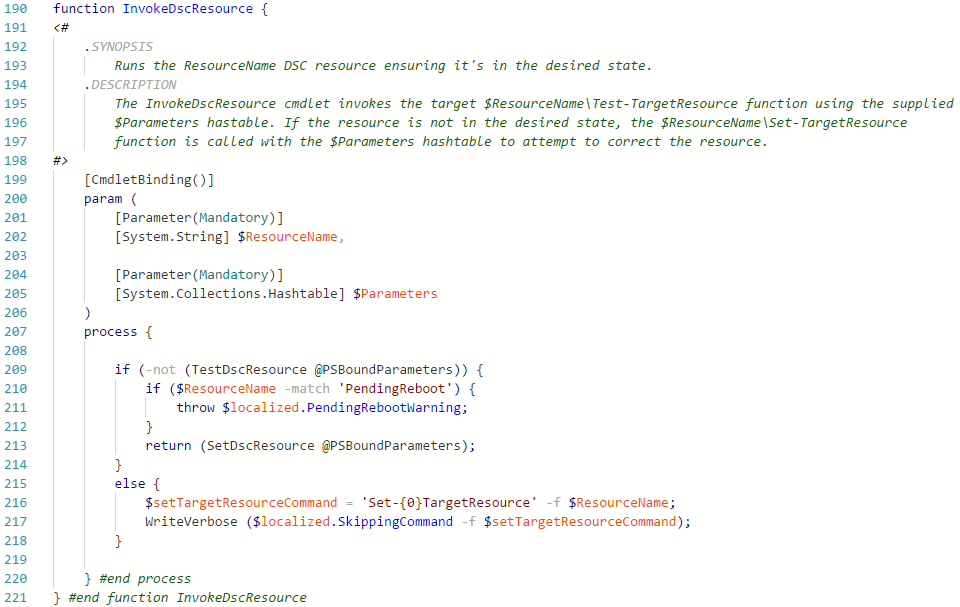 190 function InvokeDscResource {
191 <#
192     .SYNOPSIS
193         Runs the ResourceName DSC resource ensuring it's in the desired state.
194     .DESCRIPTION
195         The InvokeDscResource cmdlet invokes the target $ResourceName\Test-TargetResource function using the supplied
196         $Parameters hastable. If the resource is not in the desired state, the $ResourceName\Set-TargetResource
197         function is called with the $Parameters hashtable to attempt to correct the resource.
198 #>
199     [CmdletBinding()]
200     param (
201         [Parameter(Mandatory)]
202         [System.String] $ResourceName,
203
204         [Parameter(Mandatory)]
205         [System.Collections.Hashtable] $Parameters
206     )
207     process {
208
209         if (-not (TestDscResource @PSBoundParameters)) {
210             if ($ResourceName -match 'PendingReboot') {
211                 throw $localized.PendingRebootWarning;
212             }
213             return (SetDscResource @PSBoundParameters);
214         }
215         else {
216             $setTargetResourceCommand = 'Set-{0}TargetResource' -f $ResourceName;
217             WriteVerbose ($localized.SkippingCommand -f $setTargetResourceCommand);
218         }
219
220     } #end process
221 } #end function InvokeDscResource